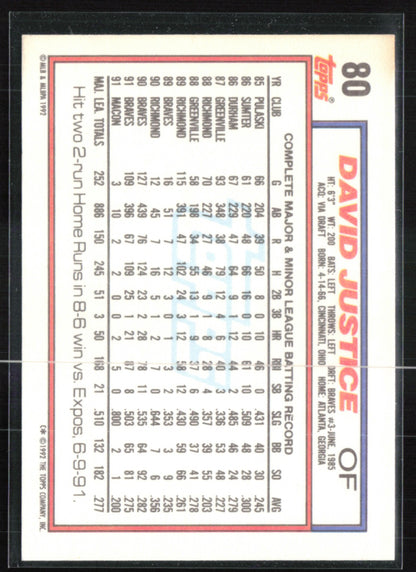 80
Topps®
DAVID JUSTICE OF
HT: 6'3" WT: 200 BATS: LEFT THROWS: LEFT DRFT: BRAVES #3-JUNE, 1985
ACQ: VIA DRAFT BORN: 4-14-66, CINCINNATI, OHIO HOME: ATLANTA, GEORGIA
COMPLETE MAJOR & MINOR LEAGUE BATTING RECORD
YR CLUB G AB R H 2B 3B HR RBI SB SLG BB SO AVG
85 PULASKI 66 204 39 50 8 0 10 46 .431 40 30 .245
86 SUMTER 61 220 48 66 16 0 10 61 .509 48 28 .300
86 DURHAM 67 229 47 64 9 1 12 44 2 .485 46 24 .279
87 GREENVILLE 93 348 38 79 12 4 6 40 3 .336 53 48 .227
88 RICHMOND 70 227 27 46 9 1 8 28 4 .357 39 55 .203
88 GREENVILLE 58 198 34 55 13 1 9 37 6 .490 37 41 .278
89 RICHMOND 115 391 47 102 24 3 12 58 12 .430 59 66 .261
89 BRAVES 16 51 7 12 3 0 1 3 2 .353 3 9 .235
90 RICHMOND 12 45 7 16 5 1 2 7 0 .644 7 6 .356
90 BRAVES 127 439 76 124 23 2 28 78 11 .535 64 92 .282
91 BRAVES 109 396 67 109 25 1 21 87 8 .503 65 81 .275
91 MACON 3 10 2 2 0 0 2 5 0 .800 2 1 .200
MAJ. LEA. TOTALS 252 886 150 245 51 3 50 168 21 .510 132 182 .277
Hit two 2-run Home Runs in 8-6 win vs. Expos, 6-9-91.
© MLB & MLBPA 1992
C* © 1992 THE TOPPS COMPANY, INC.